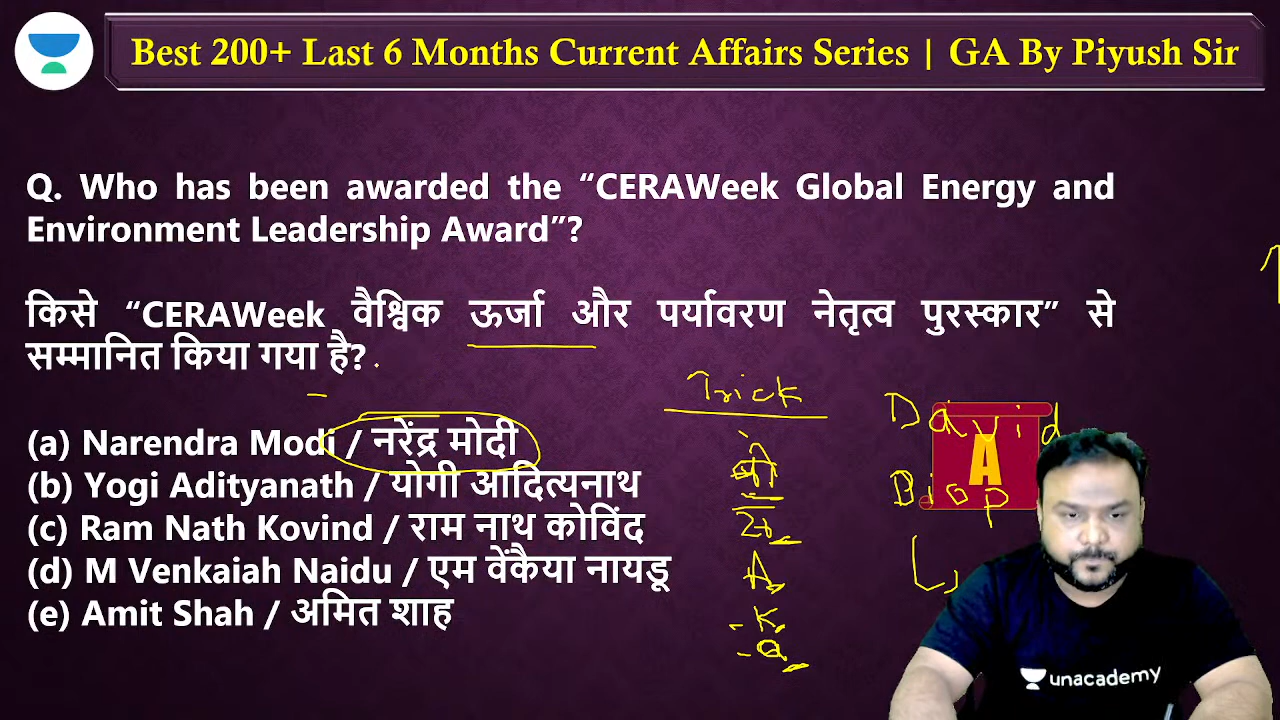 Best 200+ Last 6 Months Current Affairs Series | GA By Piyush Sir
Q. Who has been awarded the “CERAWeek Global Energy and
Environment Leadership Award”?
किसे “CERAWeek वैश्विक ऊर्जा और पर्यावरण नेतृत्व पुरस्कार” से
सम्मानित किया गया है?
(a) Narendra Modi / नरेंद्र मोदी
(b) Yogi Adityanath / योगी आदित्यनाथ
(c) Ram Nath Kovind / राम नाथ कोविंद
(d) M Venkaiah Naidu / एम वेंकैया नायडू
(e) Amit Shah / अमित शाह
Trick
A
K
Q
David
A
Biop
unacademy